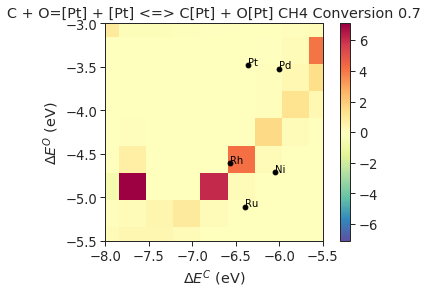 C + O=[Pt] + [Pt] <=> C[Pt] + O[Pt] CH4 Conversion 0.7
−3.0
−3.5
−4.0
−4.5
−5.0
−5.5
ΔE^O (eV)
Pt
Pd
Rh
Ni
Ru
−8.0 −7.5 −7.0 −6.5 −6.0 −5.5
ΔE^C (eV)
6
4
2
0
−2
−4
−6